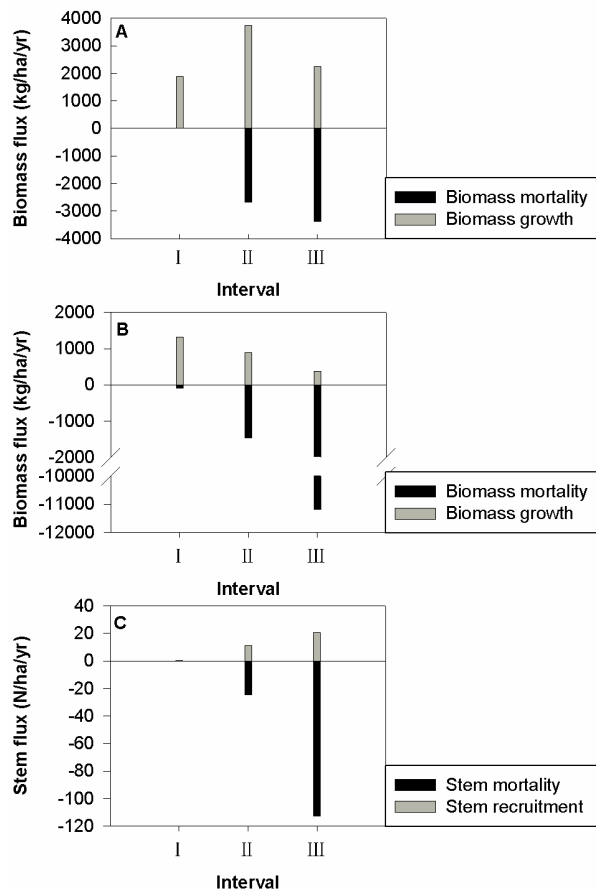 A
4000
3000
2000
1000
0
-1000
-2000
-3000
-4000
Biomass flux (kg/ha/yr)
I II III
Interval
Biomass mortality
Biomass growth
B
2000
1000
0
-1000
-2000
-10000
-11000
-12000
Biomass flux (kg/ha/yr)
I II III
Interval
Biomass mortality
Biomass growth
C
40
20
0
-20
-40
-60
-80
-100
-120
Stem flux (N/ha/yr)
I II III
Interval
Stem mortality
Stem recruitment